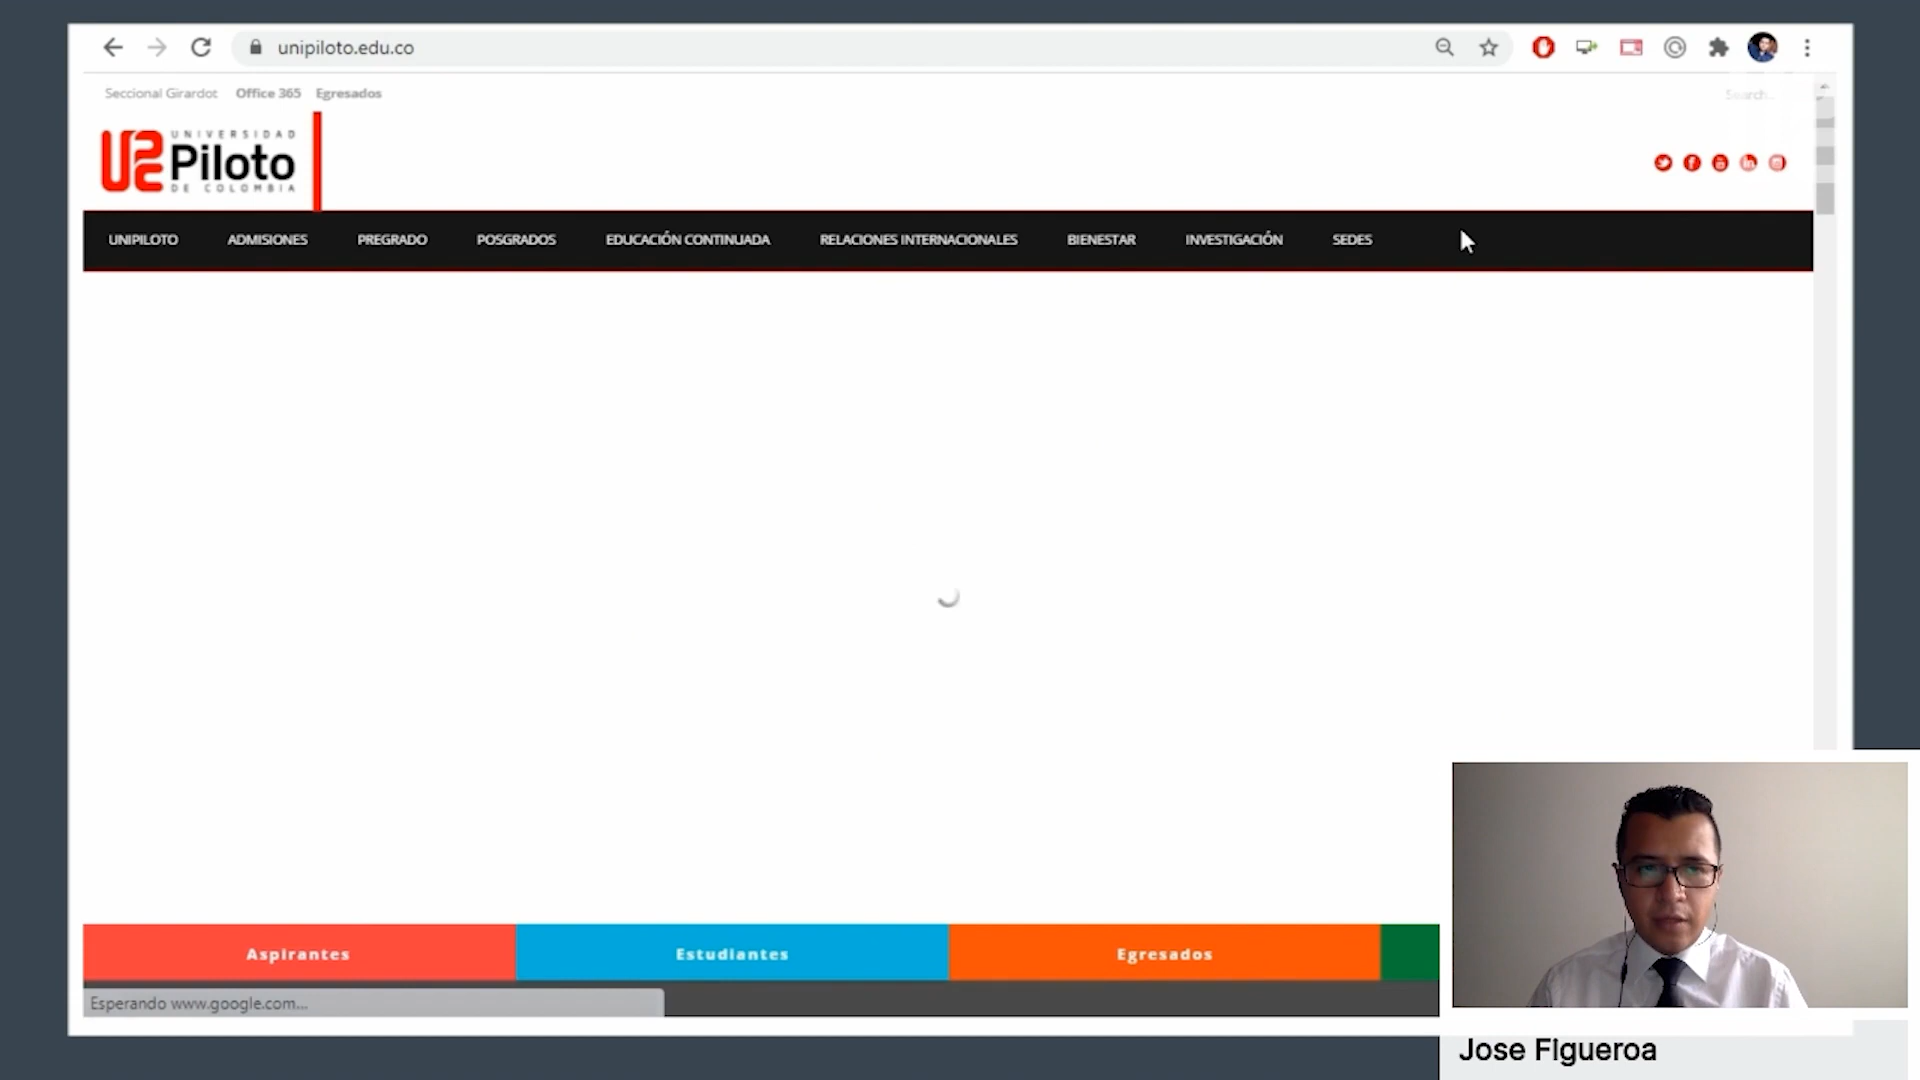 unipiloto.edu.co
Seccional Girardot Office 365 Egresados
Search...
UNIVERSIDAD
Piloto
DE COLOMBIA
UNIPILOTO ADMISIONES PREGRADO POSGRADOS EDUCACIÓN CONTINUADA RELACIONES INTERNACIONALES BIENESTAR INVESTIGACIÓN SEDES
Aspirantes Estudiantes Egresados
Esperando www.google.com...
Jose Figueroa